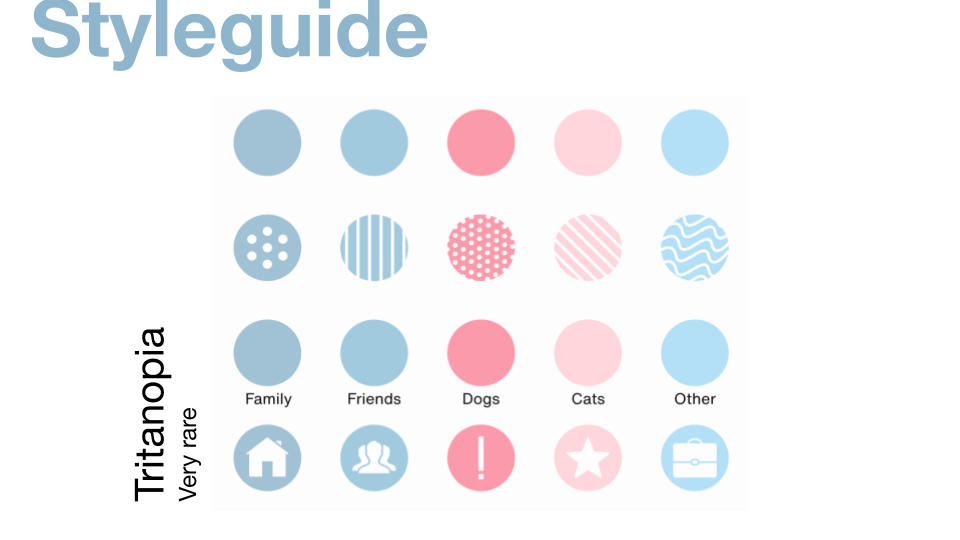 Styleguide
Tritanopia
Very rare
Family
Friends
Dogs
Cats
Other